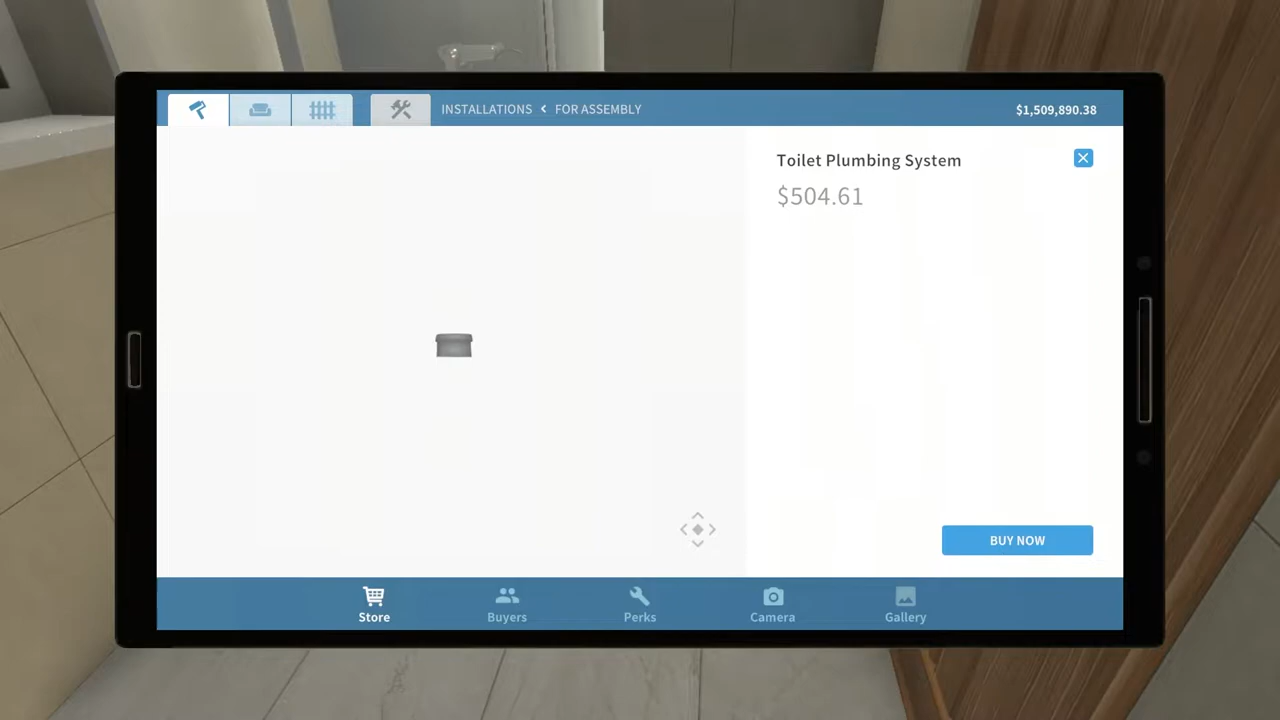 INSTALLATIONS < FOR ASSEMBLY
$1,509,890.38
Toilet Plumbing System
$504.61
BUY NOW
Store
Buyers
Perks
Camera
Gallery